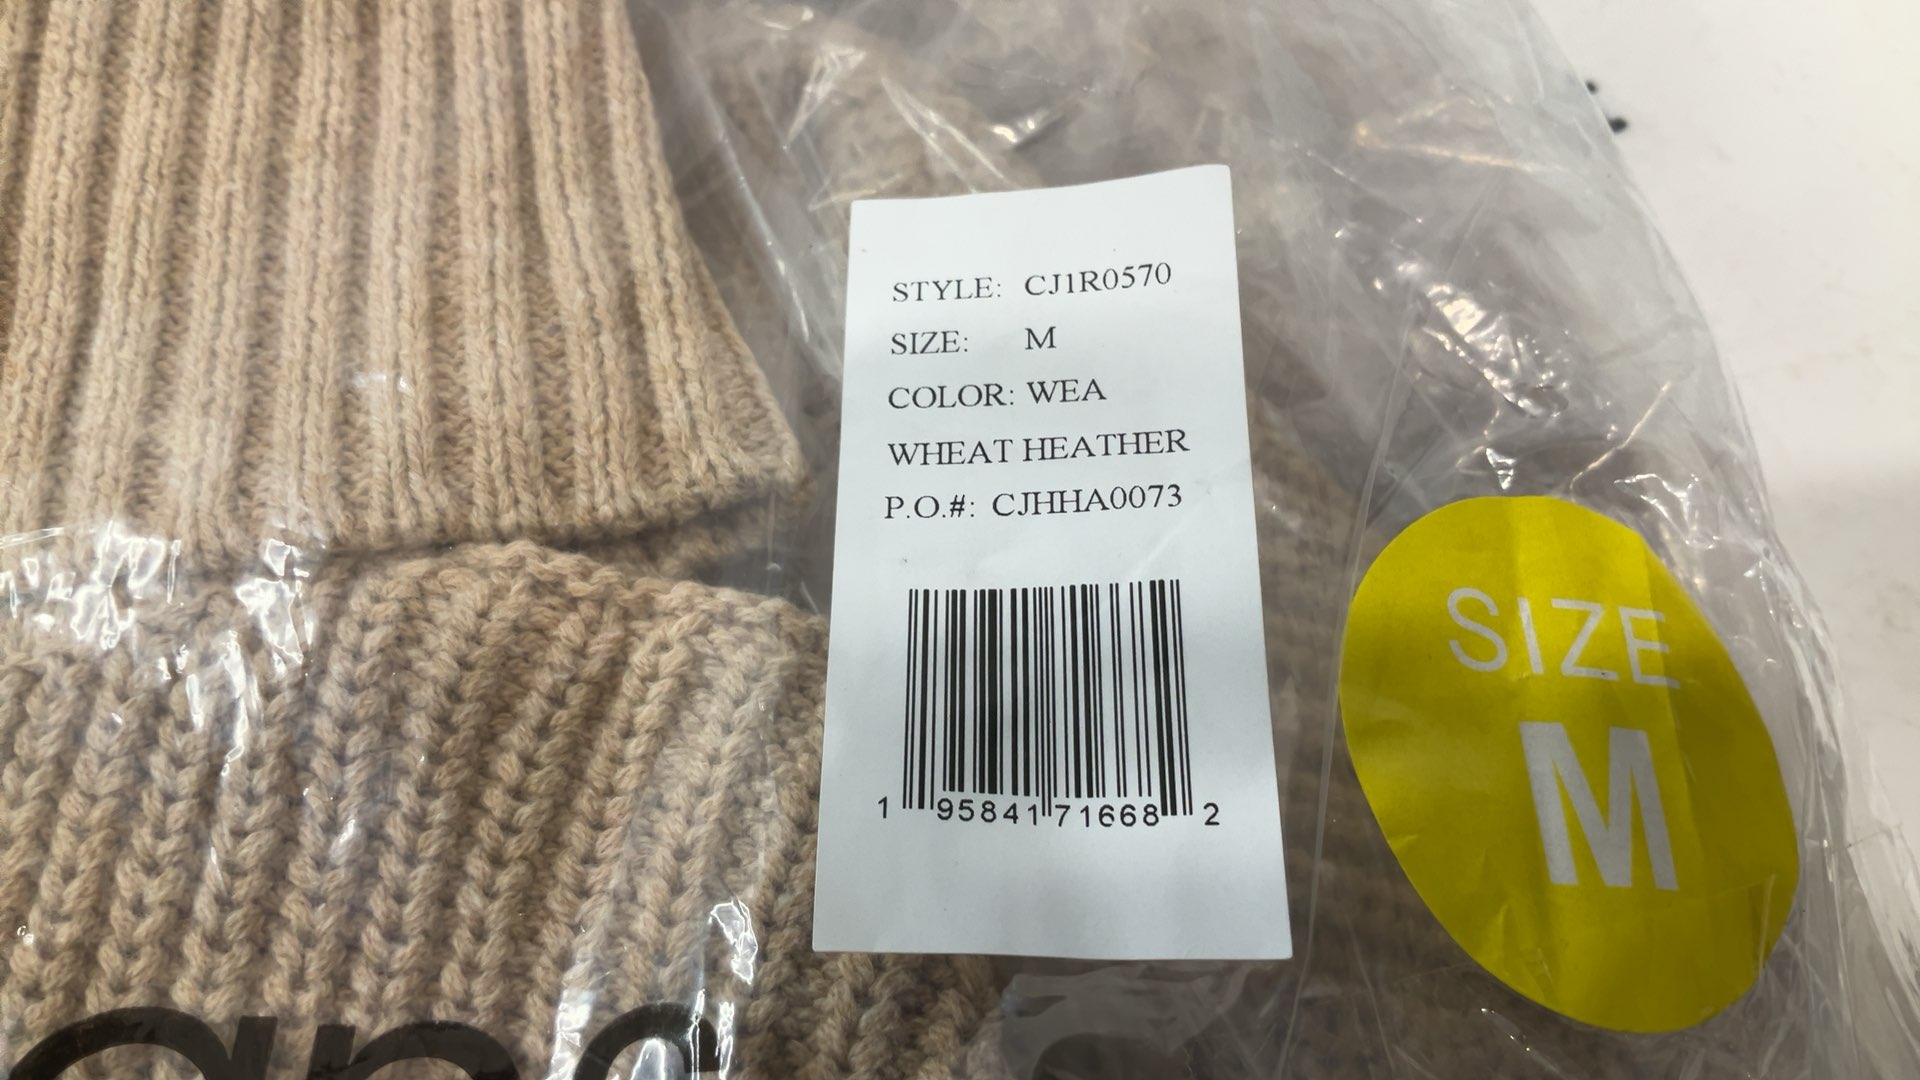 STYLE: CJ1R0570
SIZE: M
COLOR: WEA
WHEAT HEATHER
P.O.#: CJHHA0073
1 95841 71668 2
SIZE
M